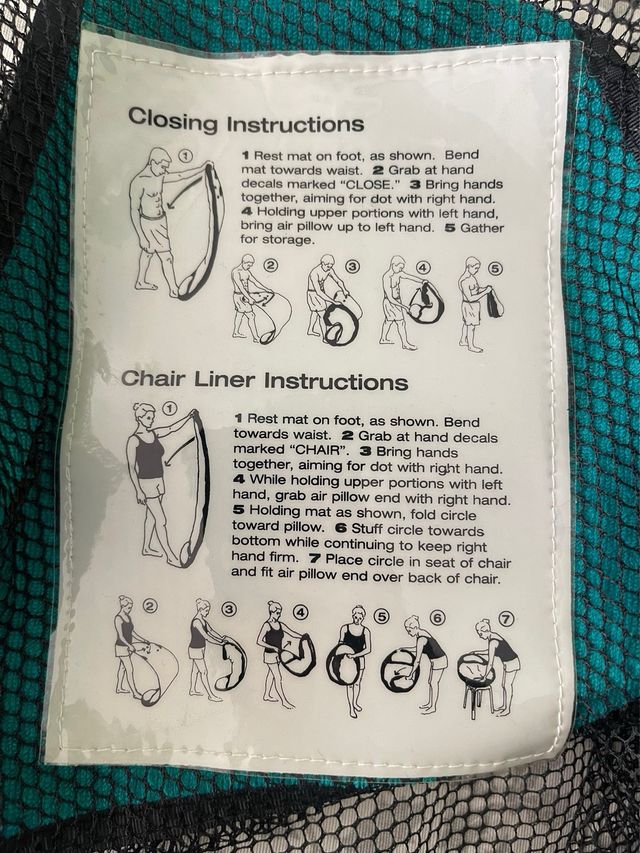 Closing Instructions
1
1 Rest mat on foot, as shown. Bend
mat towards waist. 2 Grab at hand
decals marked “CLOSE.” 3 Bring hands
together, aiming for dot with right hand.
4 Holding upper portions with left hand,
bring air pillow up to left hand. 5 Gather
for storage.
2 3 4 5
Chair Liner Instructions
1
1 Rest mat on foot, as shown. Bend
towards waist. 2 Grab at hand decals
marked “CHAIR”. 3 Bring hands
together, aiming for dot with right hand.
4 While holding upper portions with left
hand, grab air pillow end with right hand.
5 Holding mat as shown, fold circle
toward pillow. 6 Stuff circle towards
bottom while continuing to keep right
hand firm. 7 Place circle in seat of chair
and fit air pillow end over back of chair.
2 3 4 5 6 7